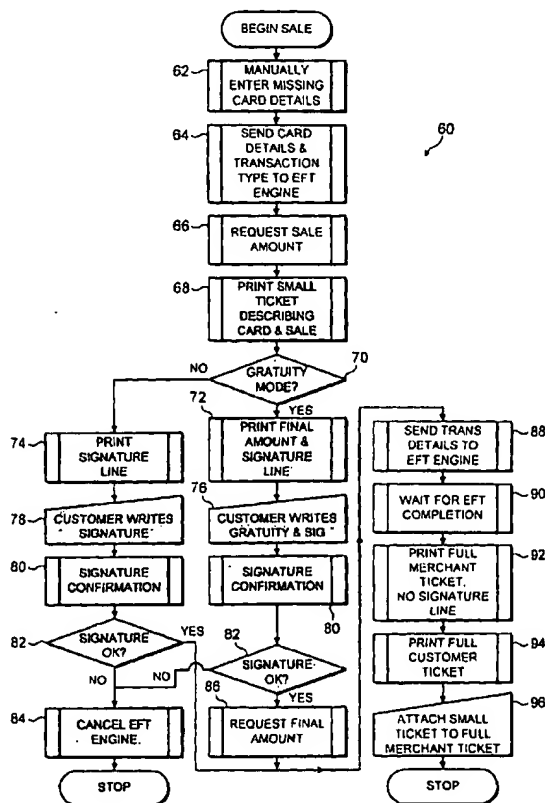 BEGIN SALE
62
MANUALLY
ENTER MISSING
CARD DETAILS
64
SEND CARD
DETAILS &
TRANSACTION
TYPE TO EFT
ENGINE
60
66
REQUEST SALE
AMOUNT
68
PRINT SMALL
TICKET
DESCRIBING
CARD & SALE
NO
GRATUITY
MODE?
70
YES
74
PRINT
SIGNATURE
LINE
72
PRINT FINAL
AMOUNT &
SIGNATURE
LINE
78
CUSTOMER WRITES
SIGNATURE
76
CUSTOMER WRITES
GRATUITY & SIG
80
SIGNATURE
CONFIRMATION
SIGNATURE
CONFIRMATION
80
82
SIGNATURE
OK?
YES
NO
82
SIGNATURE
OK?
NO
YES
84
CANCEL EFT
ENGINE.
STOP
86
REQUEST FINAL
AMOUNT
SEND TRANS
DETAILS TO
EFT ENGINE
88
WAIT FOR EFT
COMPLETION
90
PRINT FULL
MERCHANT
TICKET.
NO SIGNATURE
LINE
92
PRINT FULL
CUSTOMER
TICKET
94
ATTACH SMALL
TICKET TO FULL
MERCHANT TICKET
96
STOP